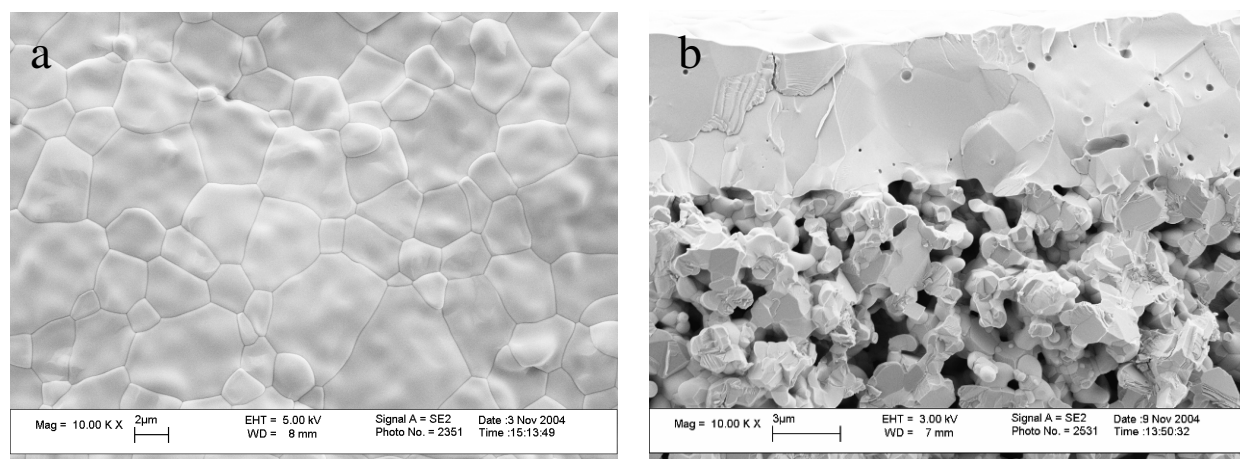 a
b
Mag = 10.00 K X
2µm
EHT = 5.00 kV
WD = 8 mm
Signal A = SE2
Photo No. = 2351
Date :3 Nov 2004
Time :15:13:49
Mag = 10.00 K X
3µm
EHT = 3.00 kV
WD = 7 mm
Signal A = SE2
Photo No. = 2531
Date :9 Nov 2004
Time :13:50:32